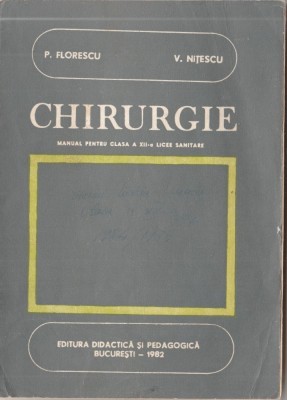 P. FLORESCU
V. NIȚESCU
CHIRURGIE
MANUAL PENTRU CLASA A XII-a LICEE SANITARE
EDITURA DIDACTICĂ ȘI PEDAGOGICĂ
BUCUREȘTI – 1982